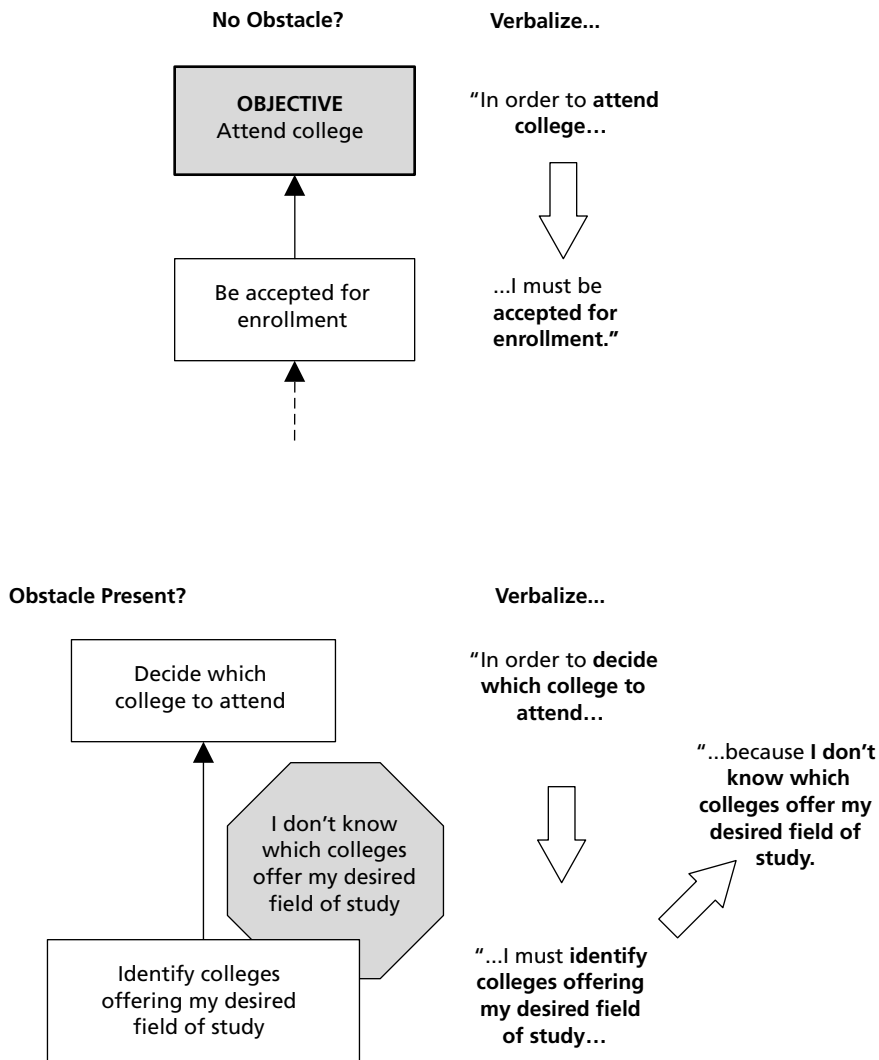 No Obstacle?
Verbalize...
OBJECTIVE
Attend college
"In order to attend
college…
Be accepted for
enrollment
...I must be
accepted for
enrollment."
Obstacle Present?
Verbalize...
Decide which
college to attend
"In order to decide
which college to
attend…
"...because I don't
know which
colleges offer my
desired field of
study.
I don't know
which colleges
offer my desired
field of study
Identify colleges
offering my desired
field of study
"...I must identify
colleges offering
my desired field
of study…